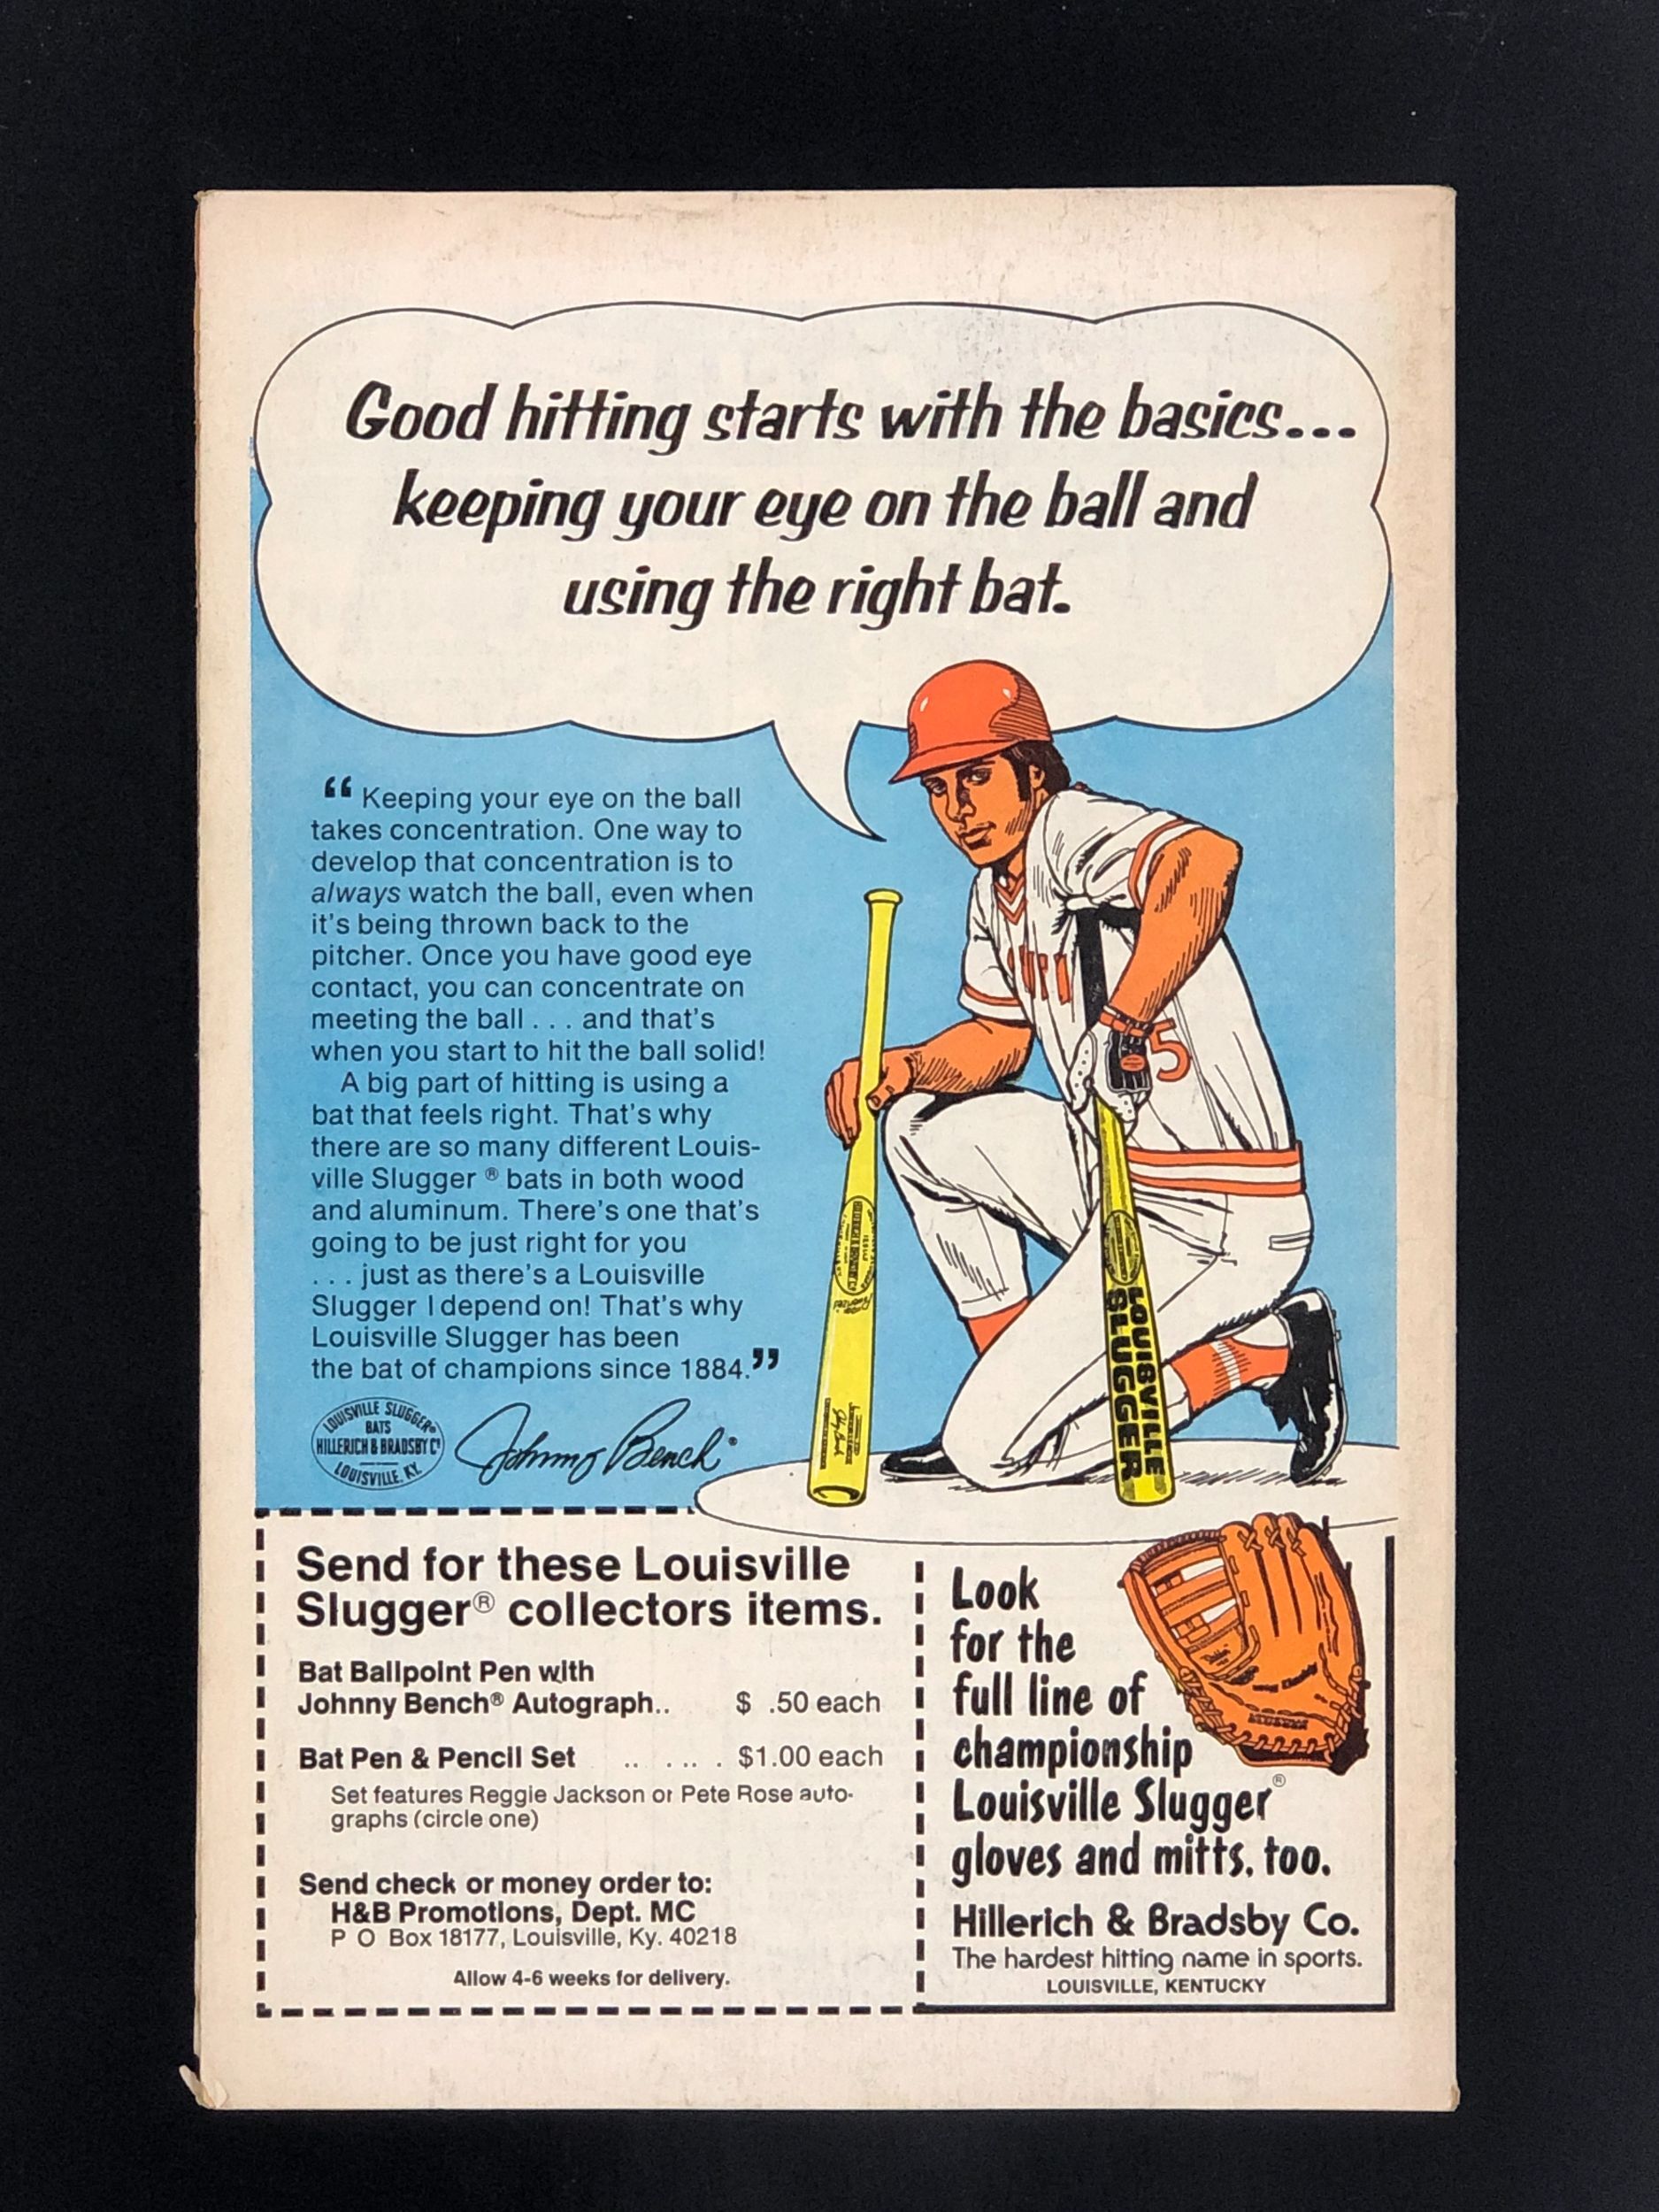 Good hitting starts with the basics...
keeping your eye on the ball and
using the right bat.
“ Keeping your eye on the ball
takes concentration. One way to
develop that concentration is to
always watch the ball, even when
it's being thrown back to the
pitcher. Once you have good eye
contact, you can concentrate on
meeting the ball . . . and that's
when you start to hit the ball solid!
A big part of hitting is using a
bat that feels right. That's why
there are so many different Louis-
ville Slugger ® bats in both wood
and aluminum. There's one that's
going to be just right for you
. . . just as there's a Louisville
Slugger I depend on! That's why
Louisville Slugger has been
the bat of champions since 1884.”
LOUISVILLE SLUGGER®
BATS
HILLERICH & BRADSBY Cº
LOUISVILLE, KY.
Johnny Bench®
5
LOUISVILLE
SLUGGER
Send for these Louisville
Slugger® collectors items.
Bat Ballpoint Pen with
Johnny Bench® Autograph.. $ .50 each
Bat Pen & Pencil Set .. . .. . $1.00 each
Set features Reggie Jackson or Pete Rose auto-
graphs (circle one)
Send check or money order to:
H&B Promotions, Dept. MC
P O Box 18177, Louisville, Ky. 40218
Allow 4-6 weeks for delivery.
Look
for the
full line of
championship
Louisville Slugger®
gloves and mitts, too.
Hillerich & Bradsby Co.
The hardest hitting name in sports.
LOUISVILLE, KENTUCKY